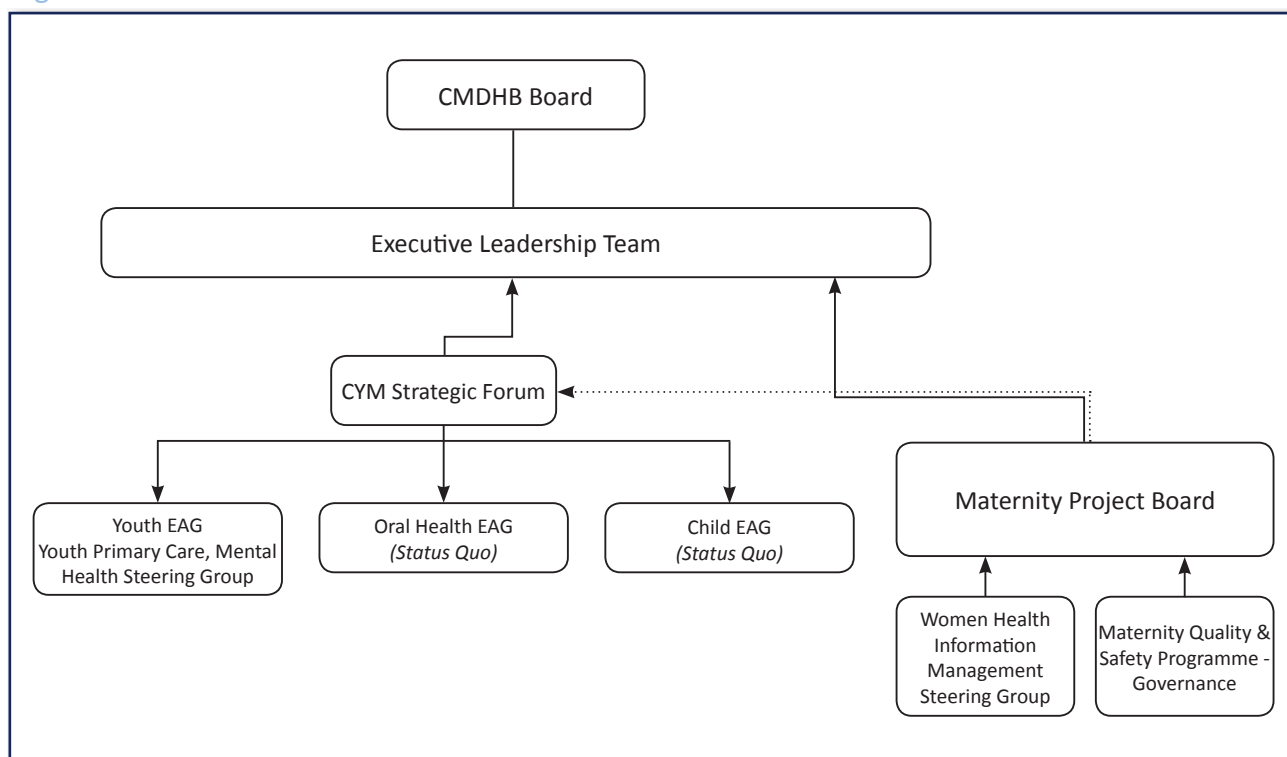 CMDHB Board
Executive Leadership Team
CYM Strategic Forum
Maternity Project Board
Youth EAG
Youth Primary Care, Mental
Health Steering Group
Oral Health EAG
(Status Quo)
Child EAG
(Status Quo)
Women Health
Information
Management
Steering Group
Maternity Quality &
Safety Programme -
Governance